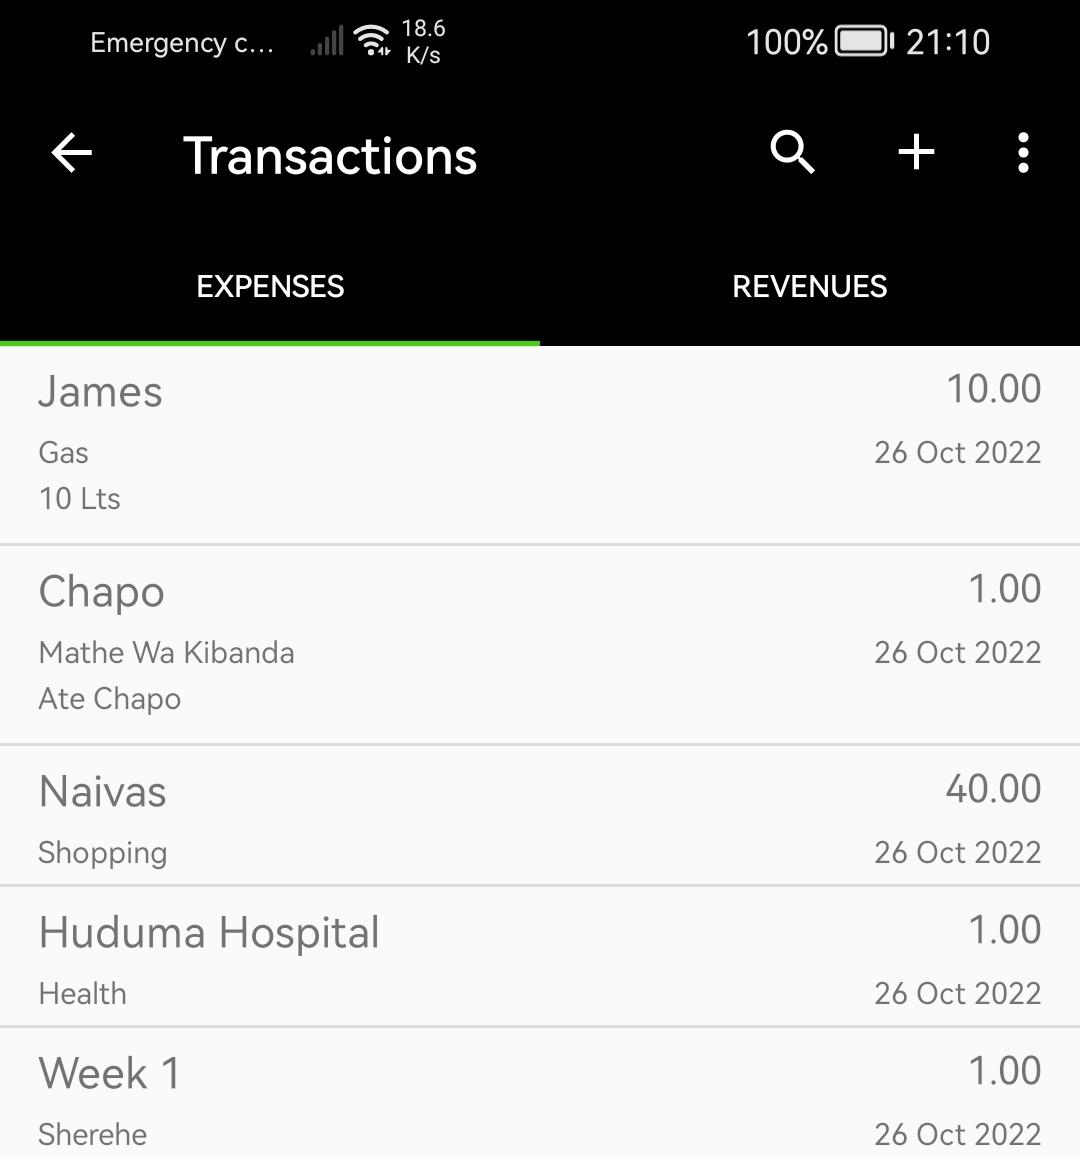 Emergency c... 18.6 K/s 100% 21:10
Transactions
EXPENSES REVENUES
James 10.00
Gas 26 Oct 2022
10 Lts
Chapo 1.00
Mathe Wa Kibanda 26 Oct 2022
Ate Chapo
Naivas 40.00
Shopping 26 Oct 2022
Huduma Hospital 1.00
Health 26 Oct 2022
Week 1 1.00
Sherehe 26 Oct 2022